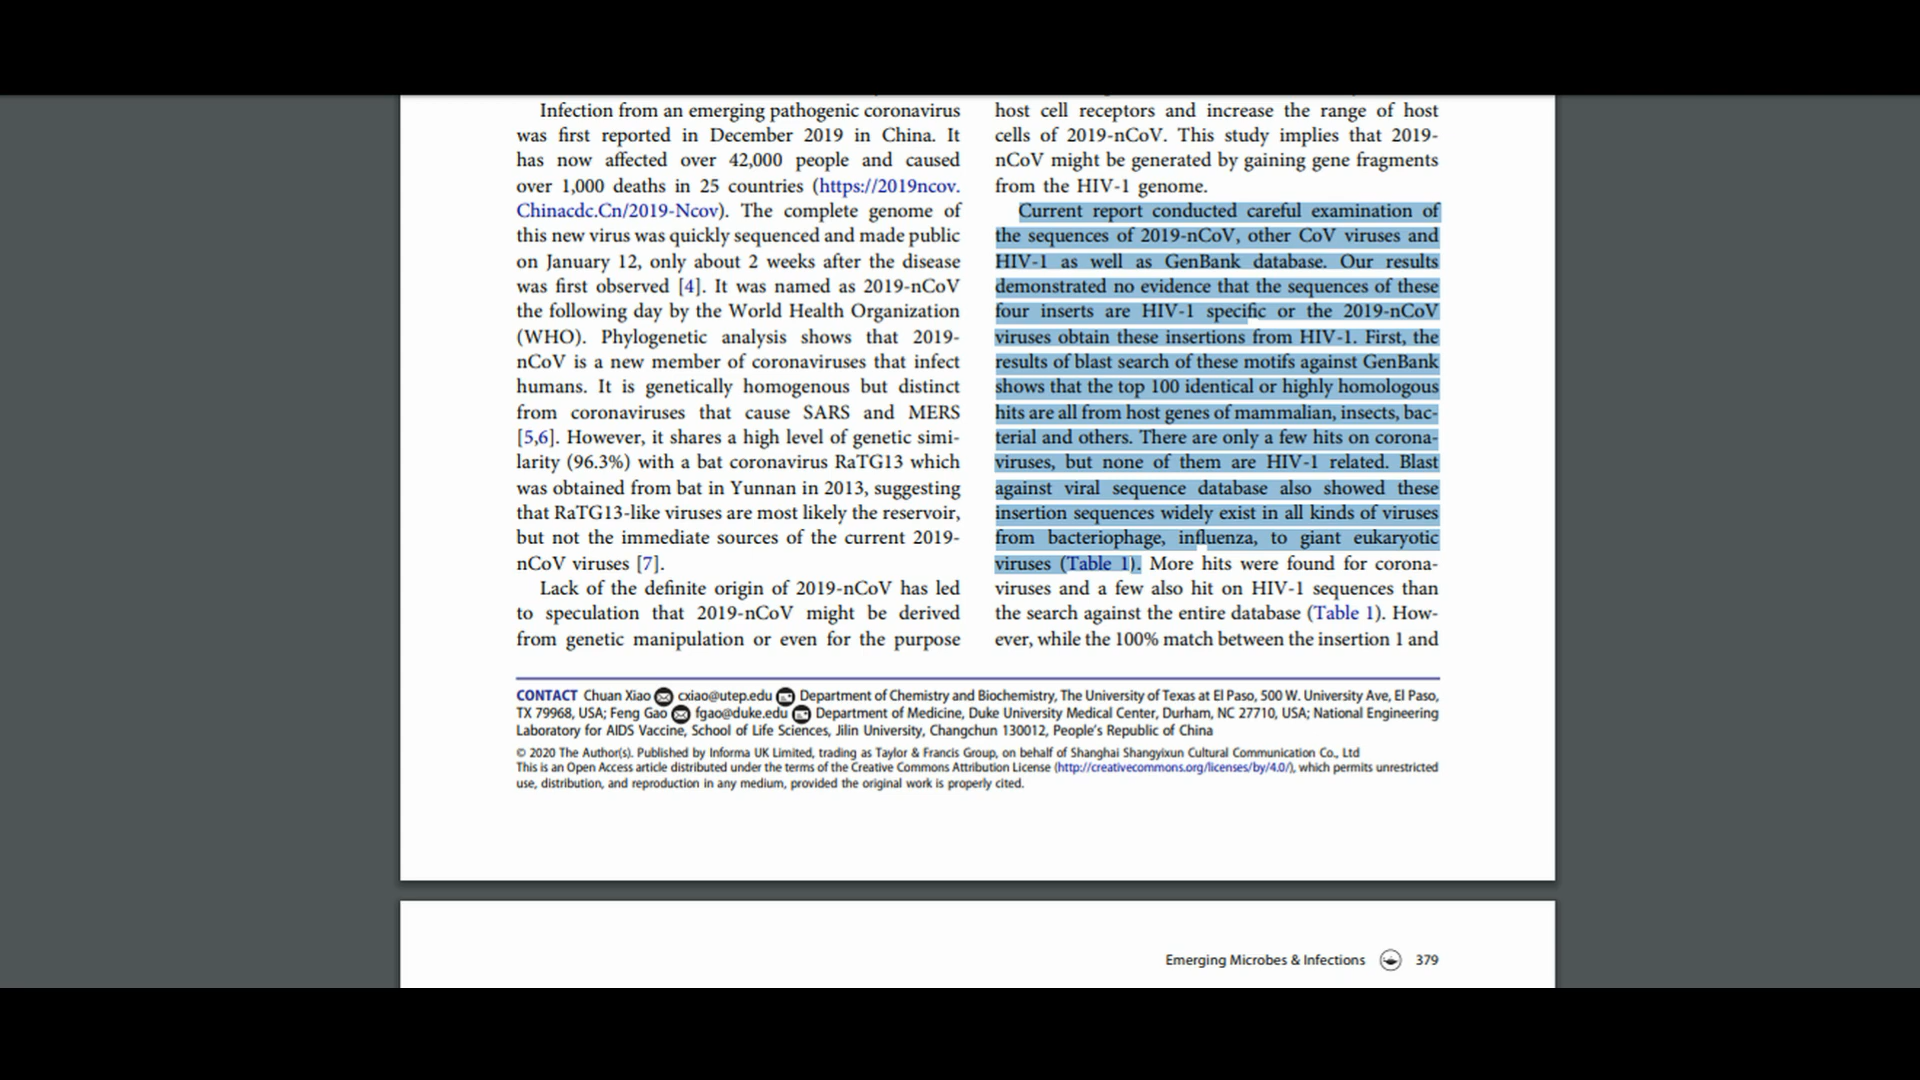 Infection from an emerging pathogenic coronavirus
was first reported in December 2019 in China. It
has now affected over 42,000 people and caused
over 1,000 deaths in 25 countries (https://2019ncov.
Chinacdc.Cn/2019-Ncov). The complete genome of
this new virus was quickly sequenced and made public
on January 12, only about 2 weeks after the disease
was first observed [4]. It was named as 2019-nCoV
the following day by the World Health Organization
(WHO). Phylogenetic analysis shows that 2019-
nCoV is a new member of coronaviruses that infect
humans. It is genetically homogenous but distinct
from coronaviruses that cause SARS and MERS
[5,6]. However, it shares a high level of genetic simi-
larity (96.3%) with a bat coronavirus RaTG13 which
was obtained from bat in Yunnan in 2013, suggesting
that RaTG13-like viruses are most likely the reservoir,
but not the immediate sources of the current 2019-
nCoV viruses [7].
Lack of the definite origin of 2019-nCoV has led
to speculation that 2019-nCoV might be derived
from genetic manipulation or even for the purpose
host cell receptors and increase the range of host
cells of 2019-nCoV. This study implies that 2019-
nCoV might be generated by gaining gene fragments
from the HIV-1 genome.
Current report conducted careful examination of
the sequences of 2019-nCoV, other CoV viruses and
HIV-1 as well as GenBank database. Our results
demonstrated no evidence that the sequences of these
four inserts are HIV-1 specific or the 2019-nCoV
viruses obtain these insertions from HIV-1. First, the
results of blast search of these motifs against GenBank
shows that the top 100 identical or highly homologous
hits are all from host genes of mammalian, insects, bac-
terial and others. There are only a few hits on corona-
viruses, but none of them are HIV-1 related. Blast
against viral sequence database also showed these
insertion sequences widely exist in all kinds of viruses
from bacteriophage, influenza, to giant eukaryotic
viruses (Table 1). More hits were found for corona-
viruses and a few also hit on HIV-1 sequences than
the search against the entire database (Table 1). How-
ever, while the 100% match between the insertion 1 and
CONTACT Chuan Xiao cxiao@utep.edu Department of Chemistry and Biochemistry, The University of Texas at El Paso, 500 W. University Ave, El Paso,
TX 79968, USA; Feng Gao fgao@duke.edu Department of Medicine, Duke University Medical Center, Durham, NC 27710, USA; National Engineering
Laboratory for AIDS Vaccine, School of Life Sciences, Jilin University, Changchun 130012, People's Republic of China
© 2020 The Author(s). Published by Informa UK Limited, trading as Taylor & Francis Group, on behalf of Shanghai Shangyixun Cultural Communication Co., Ltd
This is an Open Access article distributed under the terms of the Creative Commons Attribution License (http://creativecommons.org/licenses/by/4.0/), which permits unrestricted
use, distribution, and reproduction in any medium, provided the original work is properly cited.
Emerging Microbes & Infections 379